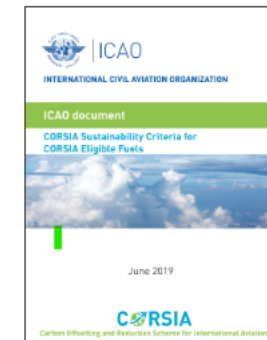 ICAO
INTERNATIONAL CIVIL AVIATION ORGANIZATION
ICAO document
CORSIA Sustainability Criteria for
CORSIA Eligible Fuels
June 2019
CORSIA
Carbon Offsetting and Reduction Scheme for International Aviation